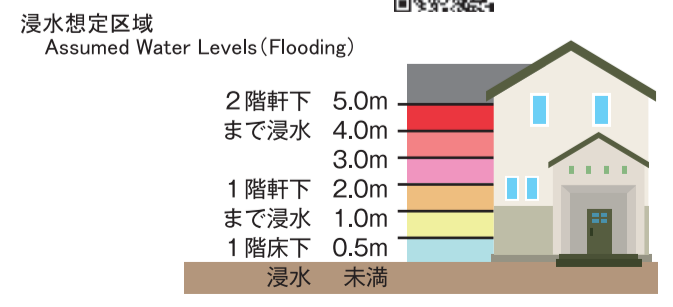 浸水想定区域
Assumed Water Levels(Flooding)
2階軒下 5.0m
まで浸水 4.0m
3.0m
1階軒下 2.0m
まで浸水 1.0m
1階床下 0.5m
浸水 未満